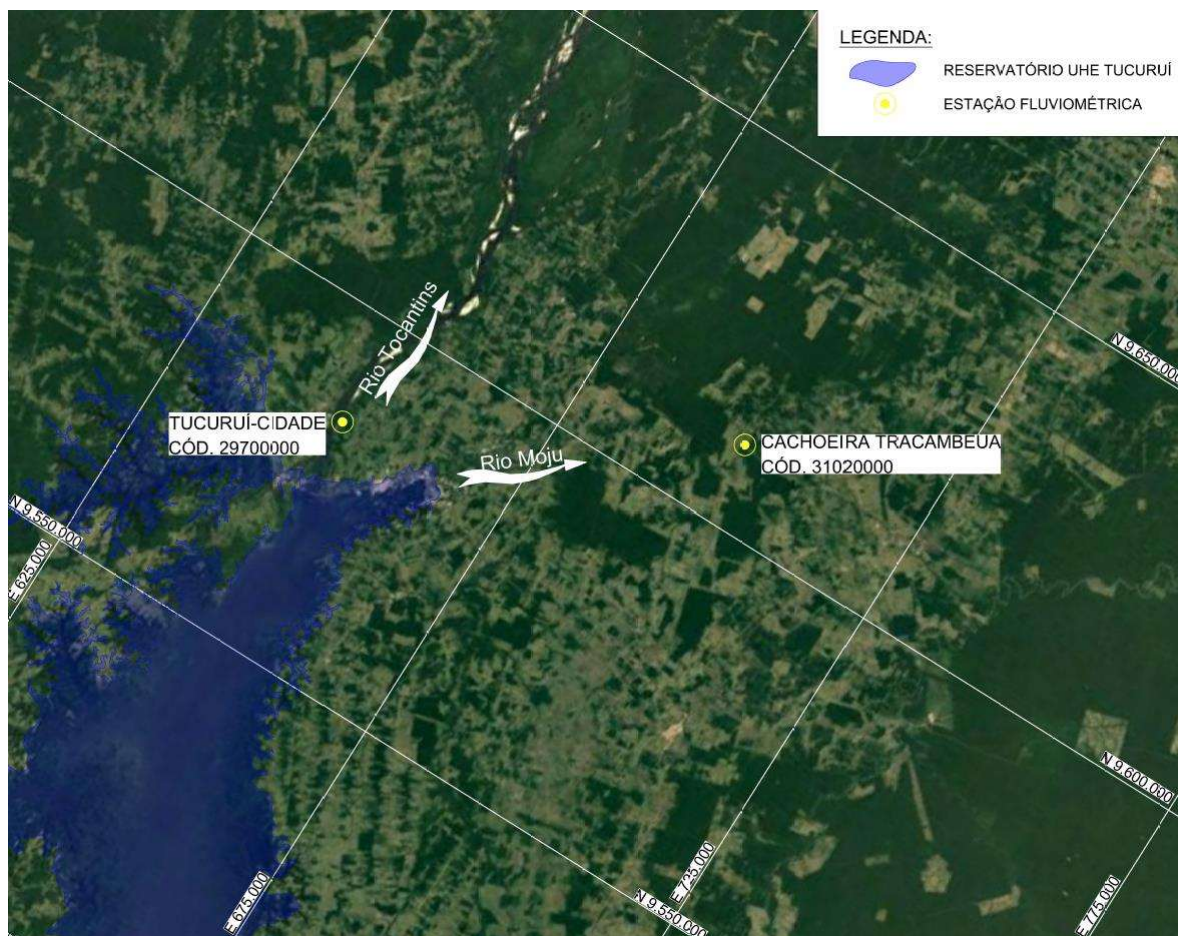 LEGENDA:
RESERVATÓRIO UHE TUCURUÍ
ESTAÇÃO FLUVIOMÉTRICA
Rio Tocantins
N 9.650.000
TUCURUÍ-CIDADE
CÓD. 29700000
CACHOEIRA TRACAMBEUA
CÓD. 31020000
Rio Moju
N 9.550.000
E 625.000
N 9.600.000
E 675.000
E 725.000
N 9.550.000
E 775.000